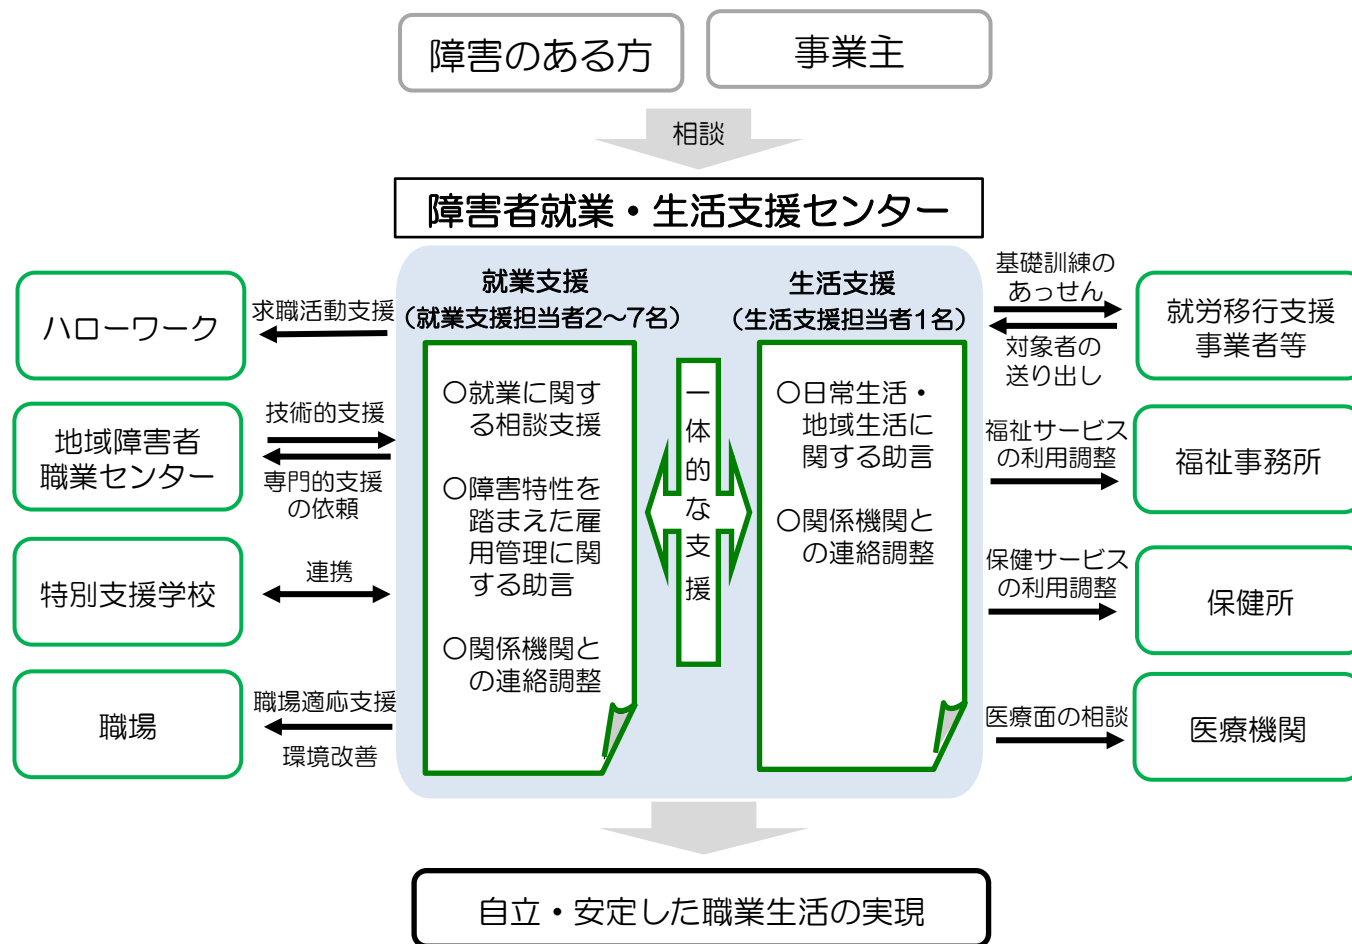 障害のある方
事業主
相談
障害者就業・生活支援センター
就業支援
（就業支援担当者2～7名）
生活支援
（生活支援担当者1名）
ハローワーク
求職活動支援
地域障害者
職業センター
技術的支援
専門的支援
の依頼
特別支援学校
連携
職場
職場適応支援
環境改善
○就業に関す
る相談支援
○障害特性を
踏まえた雇
用管理に関
する助言
○関係機関と
の連絡調整
一体的な支援
○日常生活・
地域生活に
関する助言
○関係機関と
の連絡調整
基礎訓練の
あっせん
対象者の
送り出し
就労移行支援
事業者等
福祉サービス
の利用調整
福祉事務所
保健サービス
の利用調整
保健所
医療面の相談
医療機関
自立・安定した職業生活の実現